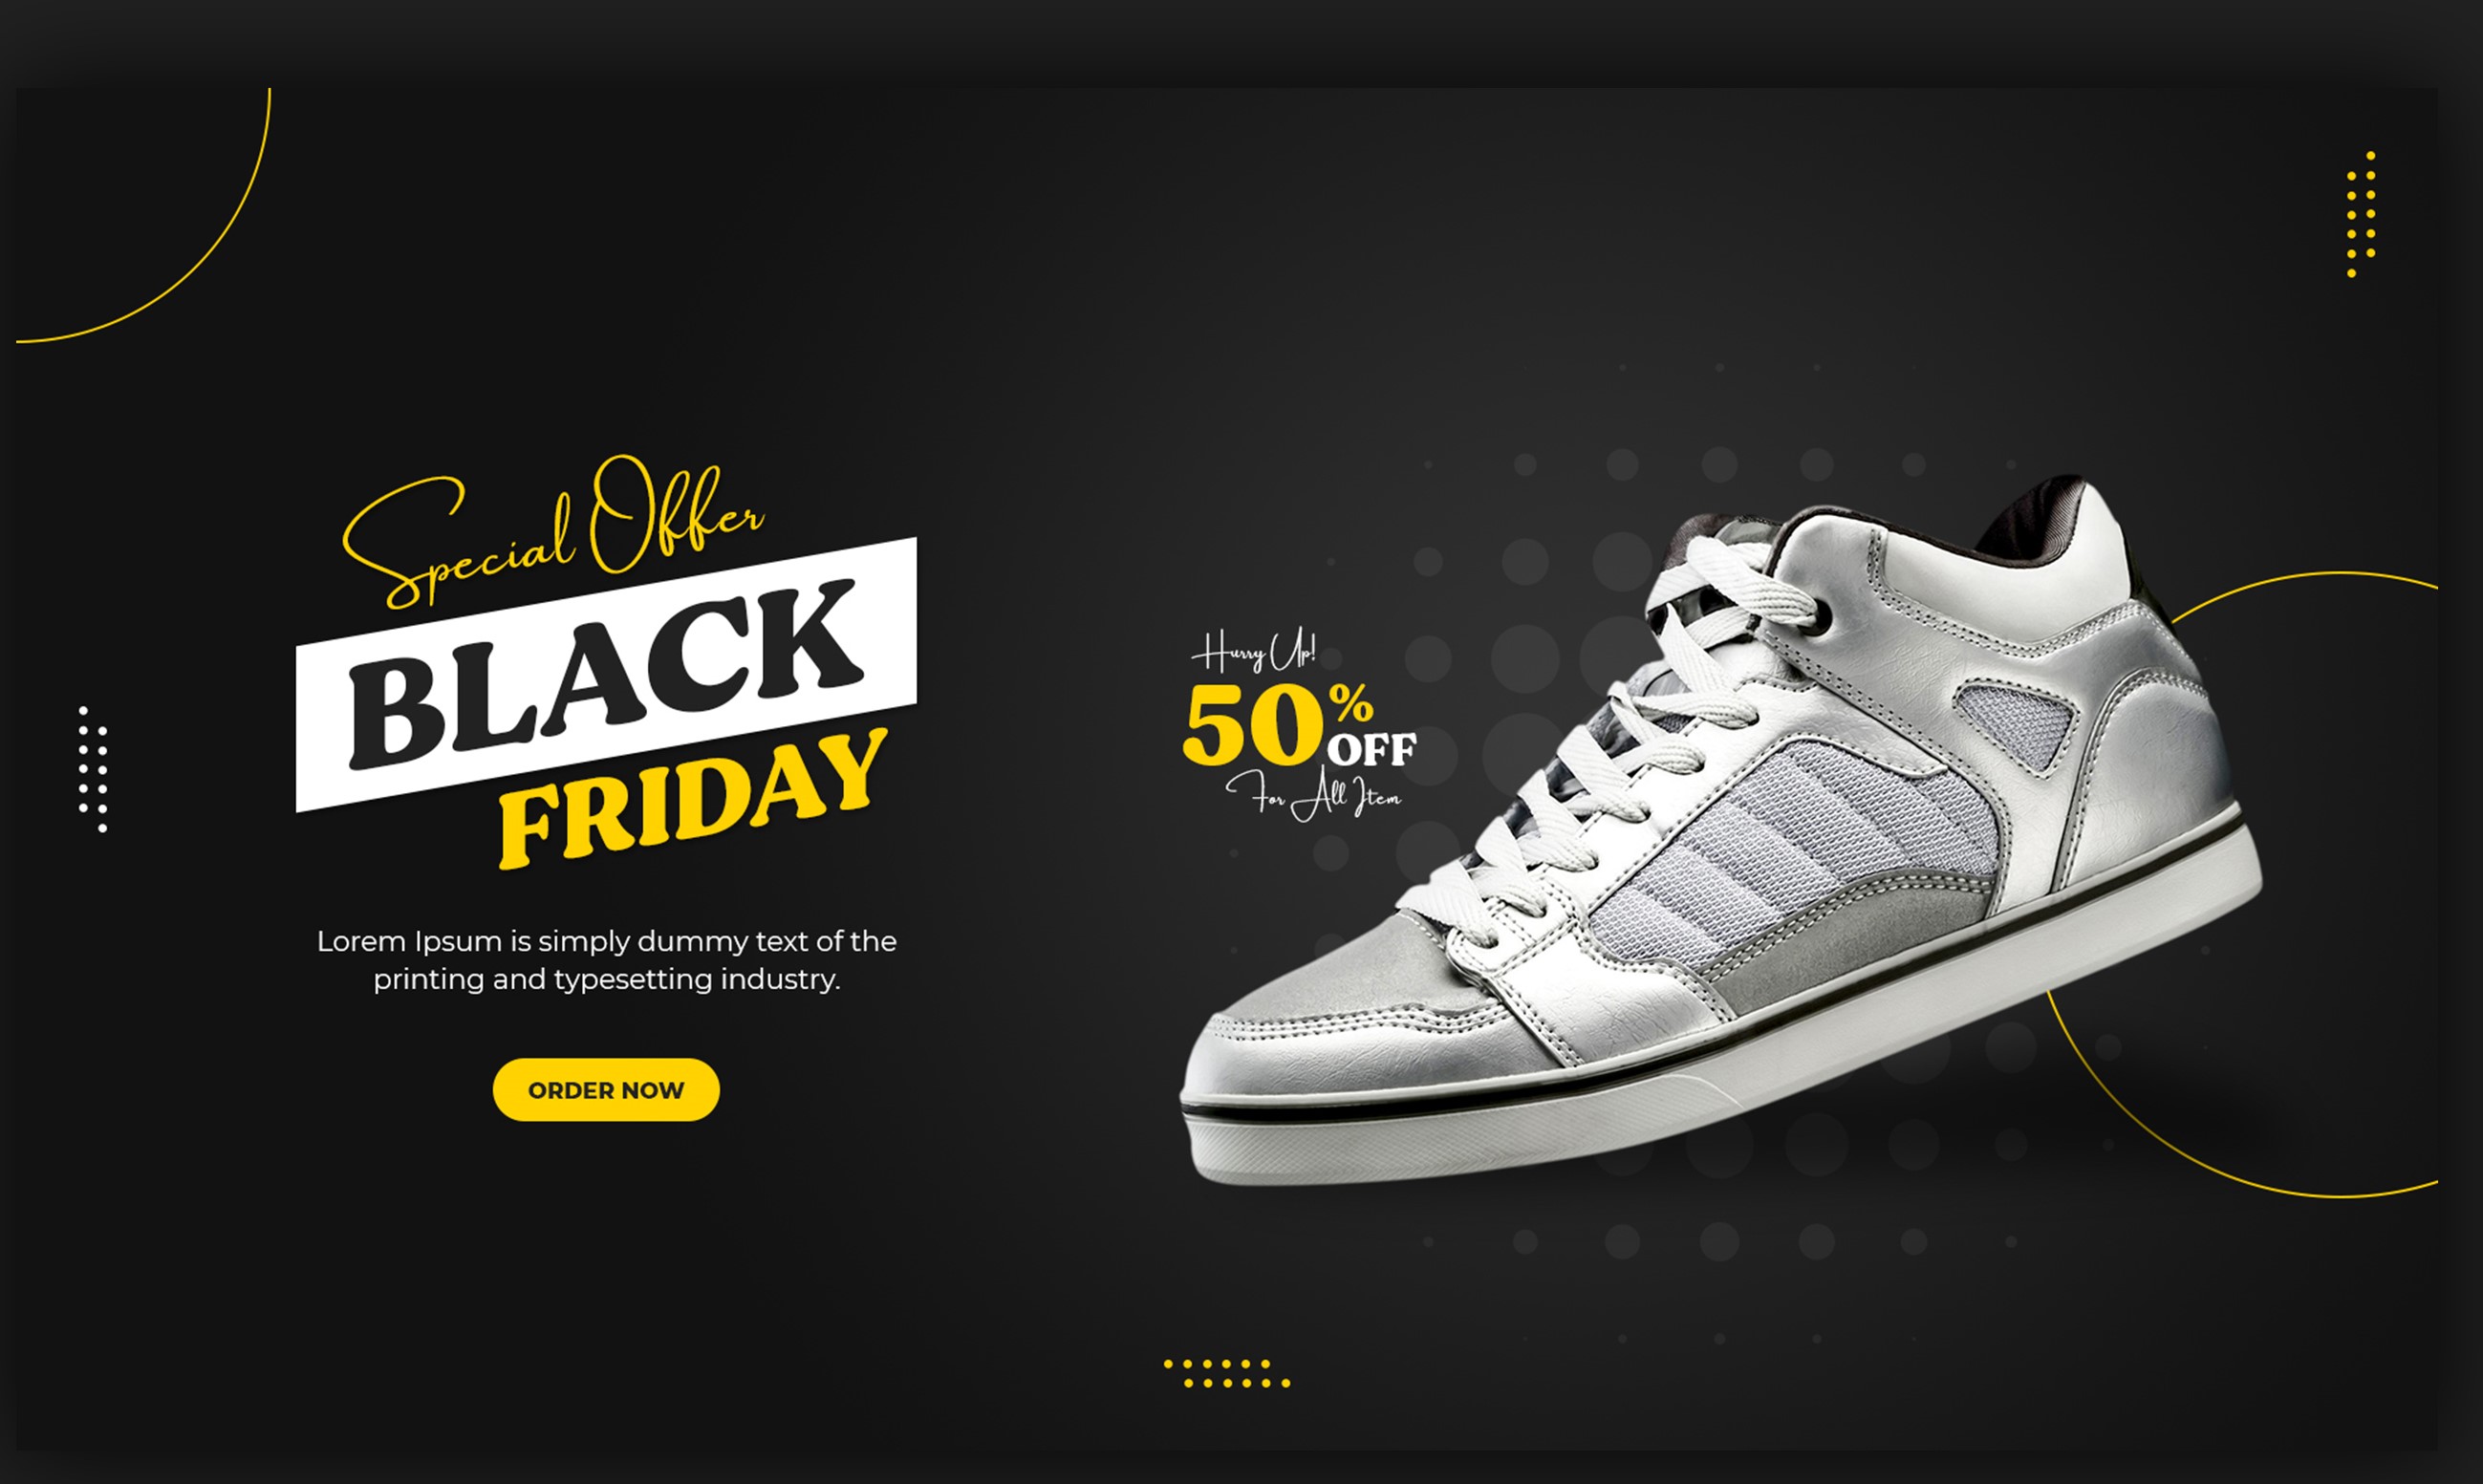 Special Offer
BLACK
FRIDAY
Lorem Ipsum is simply dummy text of the
printing and typesetting industry.
ORDER NOW
Hurry Up!
50%
OFF
For All Item